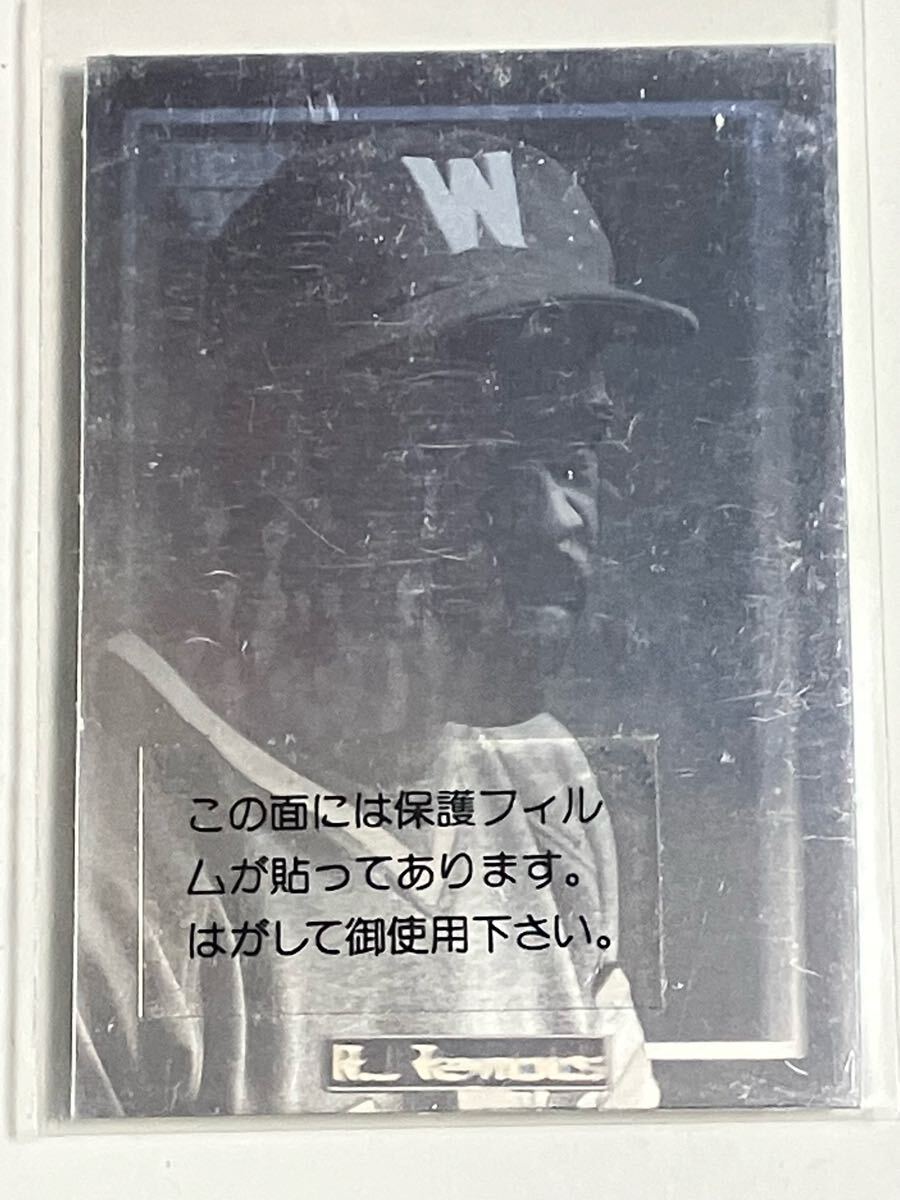 W
この面には保護フィル
ムが貼ってあります。
はがして御使用下さい。